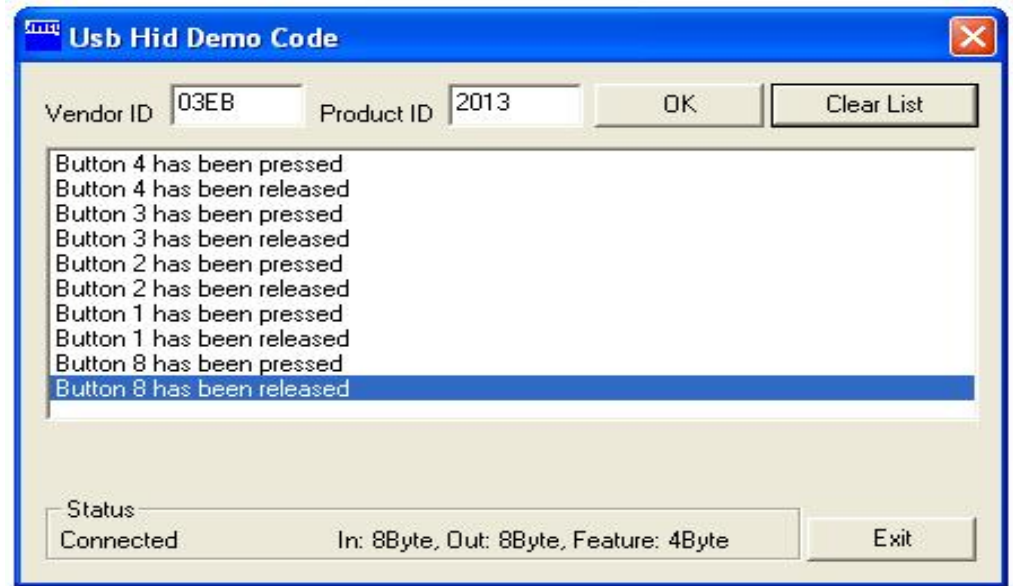 Usb Hid Demo Code
Vendor ID 03EB Product ID 2013 OK Clear List
Button 4 has been pressed
Button 4 has been released
Button 3 has been pressed
Button 3 has been released
Button 2 has been pressed
Button 2 has been released
Button 1 has been pressed
Button 1 has been released
Button 8 has been pressed
Button 8 has been released
Status
Connected In: 8Byte, Out: 8Byte, Feature: 4Byte Exit